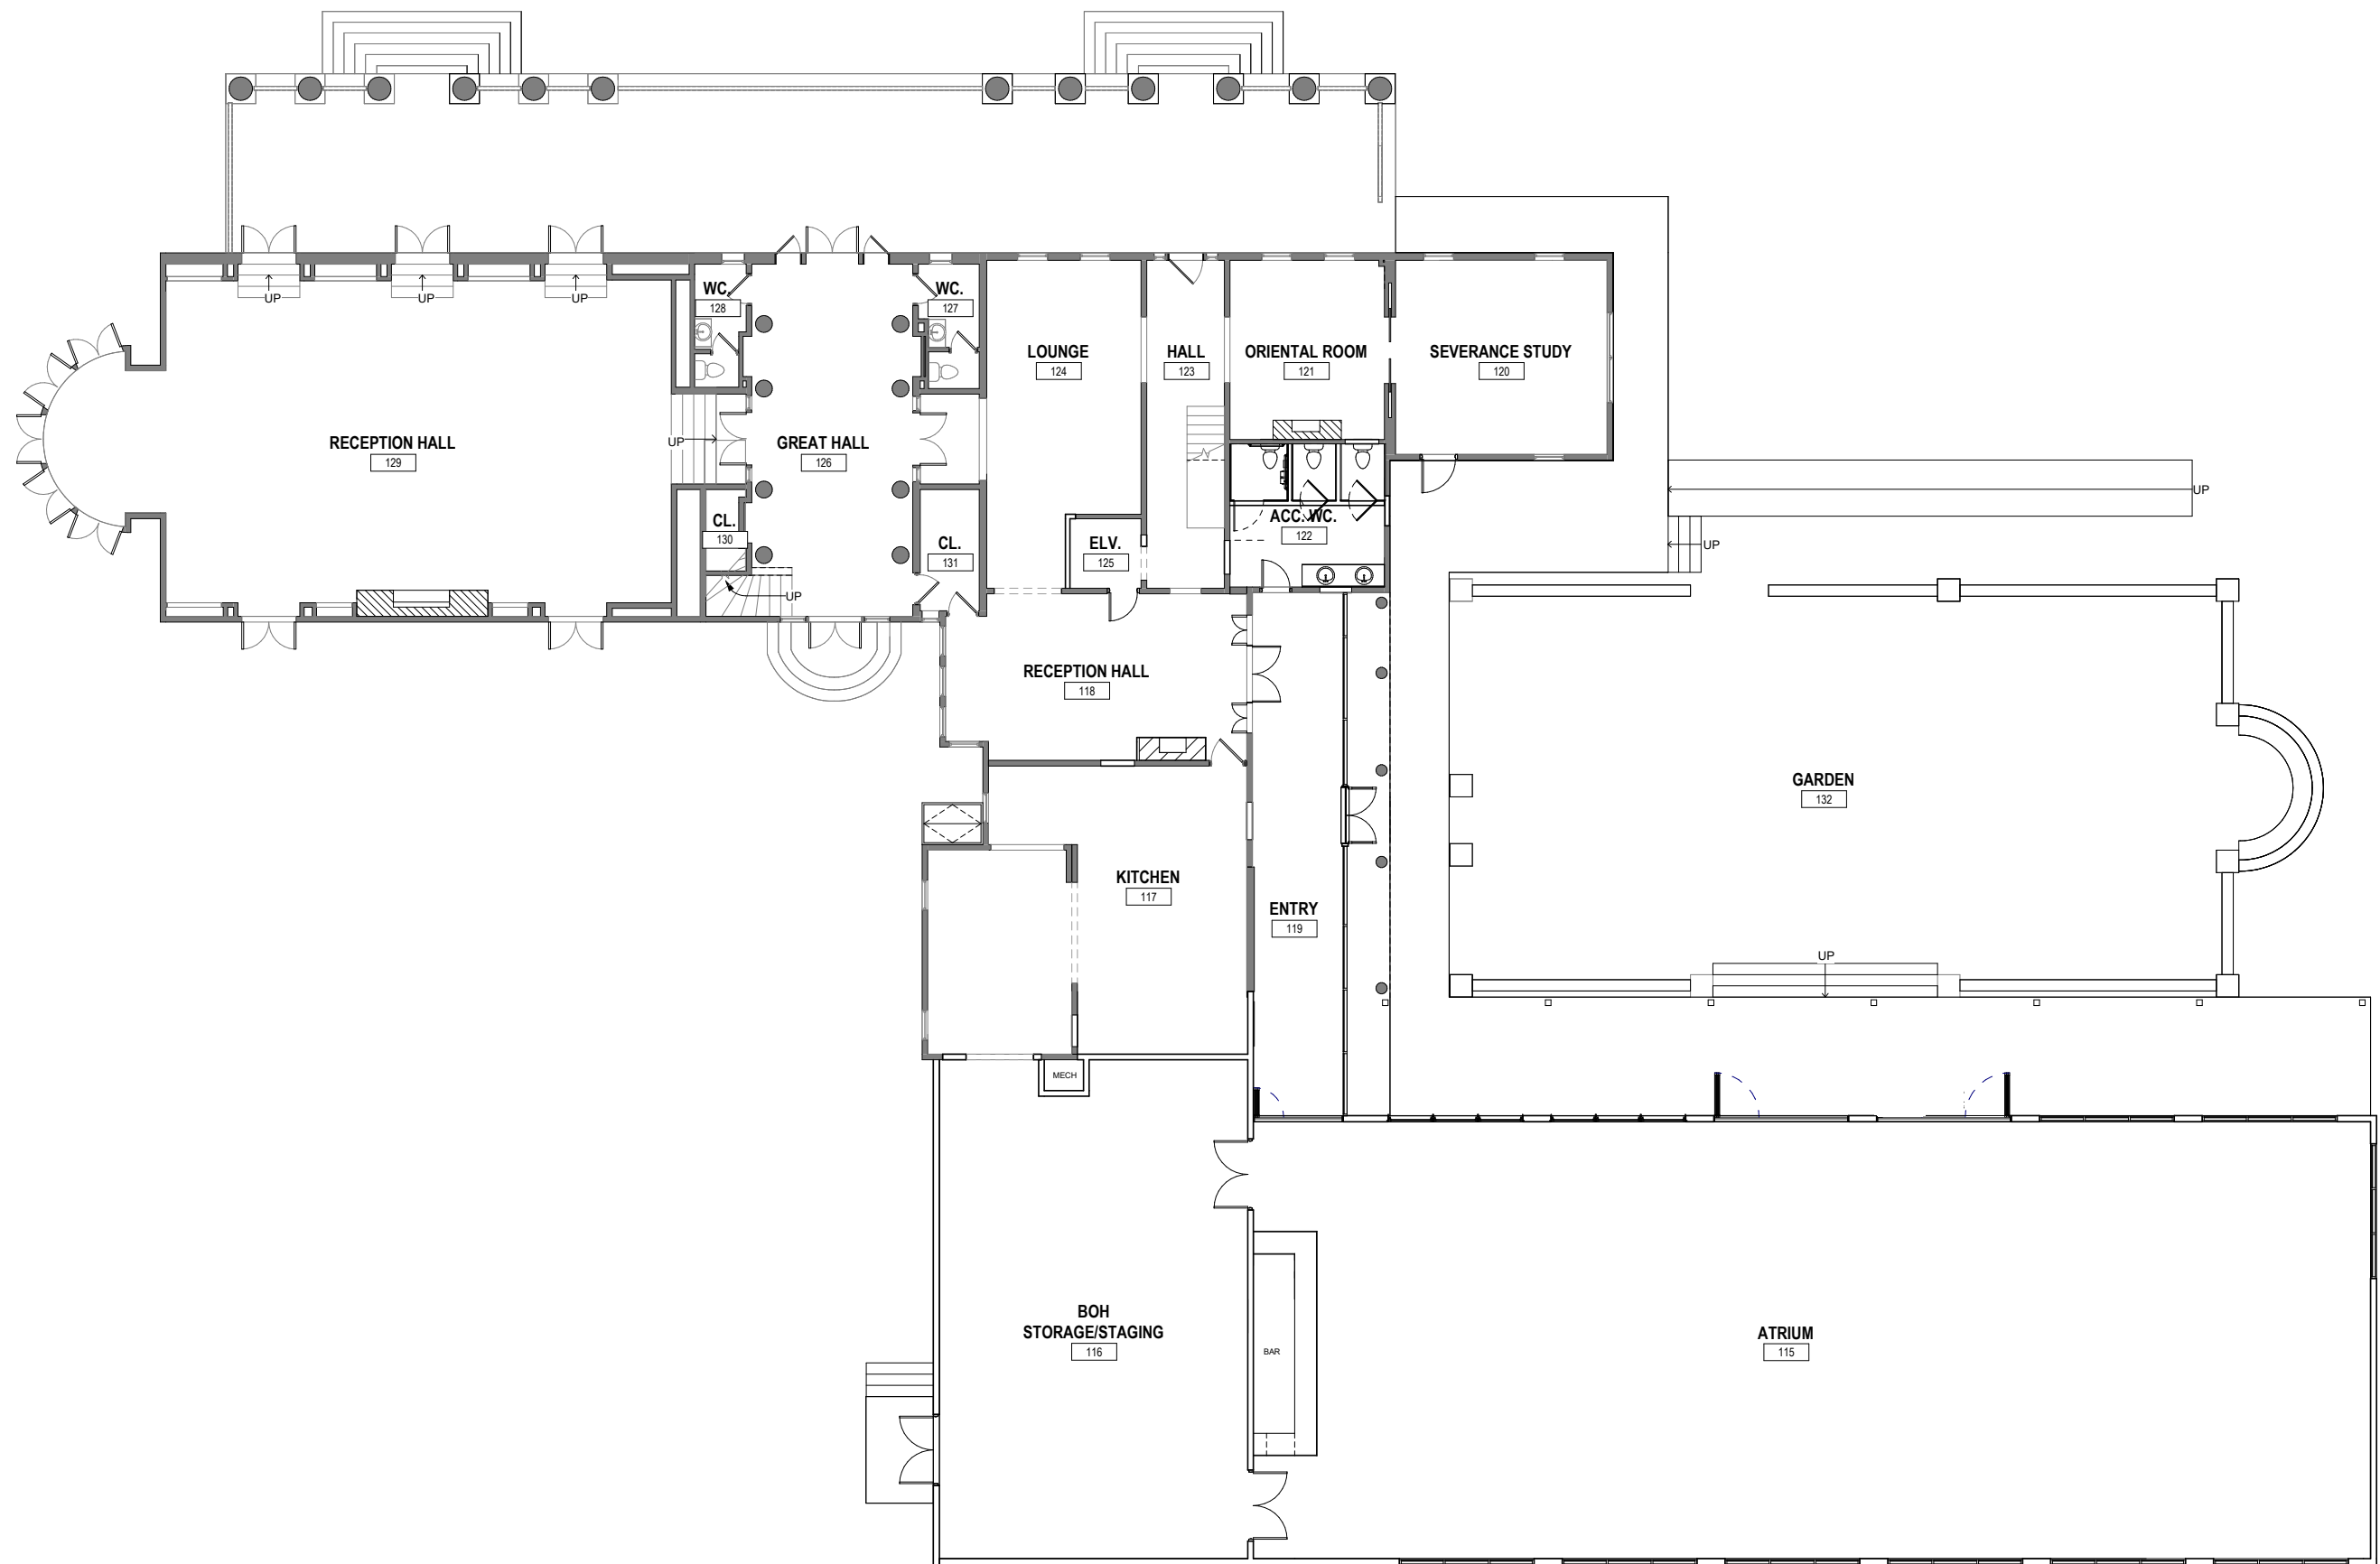 UP
UP
UP
WC.
128
WC.
127
LOUNGE
124
HALL
123
ORIENTAL ROOM
121
SEVERANCE STUDY
120
RECEPTION HALL
129
UP
GREAT HALL
126
UP
ACC. WC.
122
CL.
130
CL.
131
ELV.
125
UP
UP
RECEPTION HALL
118
GARDEN
132
KITCHEN
117
ENTRY
119
UP
MECH
BOH
STORAGE/STAGING
116
BAR
ATRIUM
115